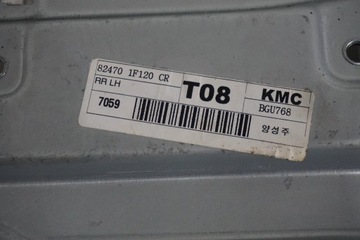 82470 1F120 CR
RR LH
7059
T08
KMC
BGU768
양성주